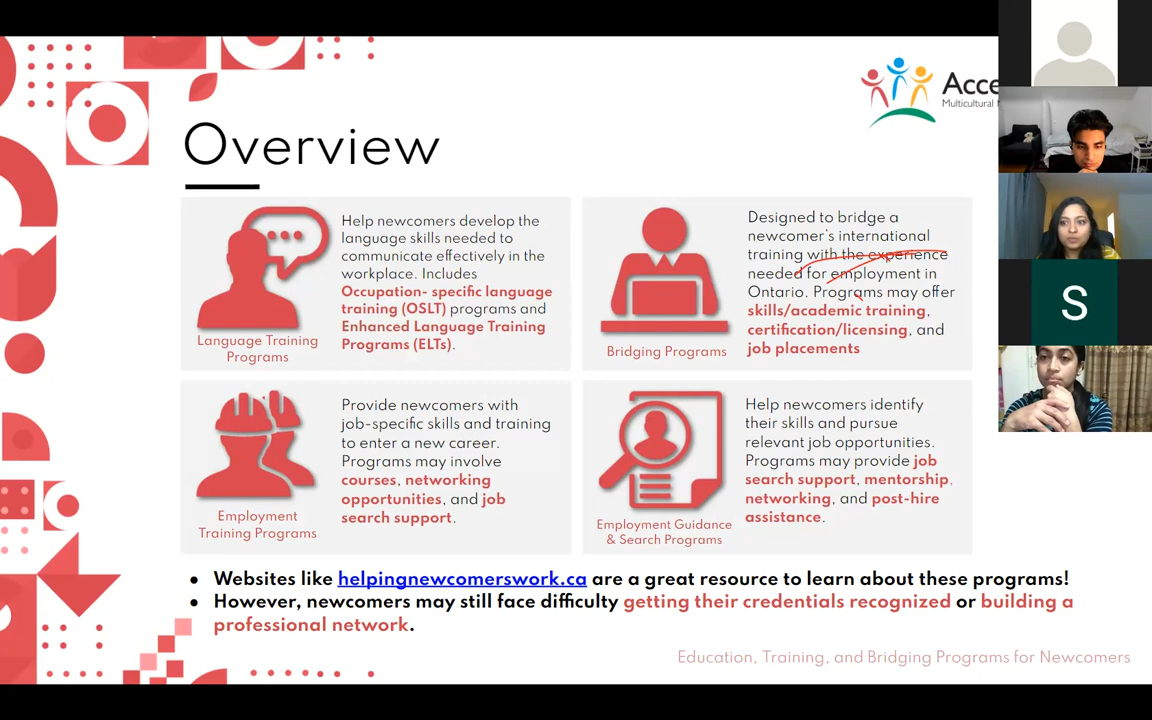 Acce
Multicultural
Overview
Help newcomers develop the
language skills needed to
communicate effectively in the
workplace. Includes
Occupation- specific language
training (OSLT) programs and
Enhanced Language Training
Programs (ELTs).
Language Training
Programs
Designed to bridge a
newcomer's international
training with the experience
needed for employment in
Ontario. Programs may offer
skills/academic training,
certification/licensing, and
job placements
Bridging Programs
Provide newcomers with
job-specific skills and training
to enter a new career.
Programs may involve
courses, networking
opportunities, and job
search support.
Employment
Training Programs
Help newcomers identify
their skills and pursue
relevant job opportunities.
Programs may provide job
search support, mentorship,
networking, and post-hire
assistance.
Employment Guidance
& Search Programs
● Websites like helpingnewcomerswork.ca are a great resource to learn about these programs!
● However, newcomers may still face difficulty getting their credentials recognized or building a
professional network.
Education, Training, and Bridging Programs for Newcomers
S